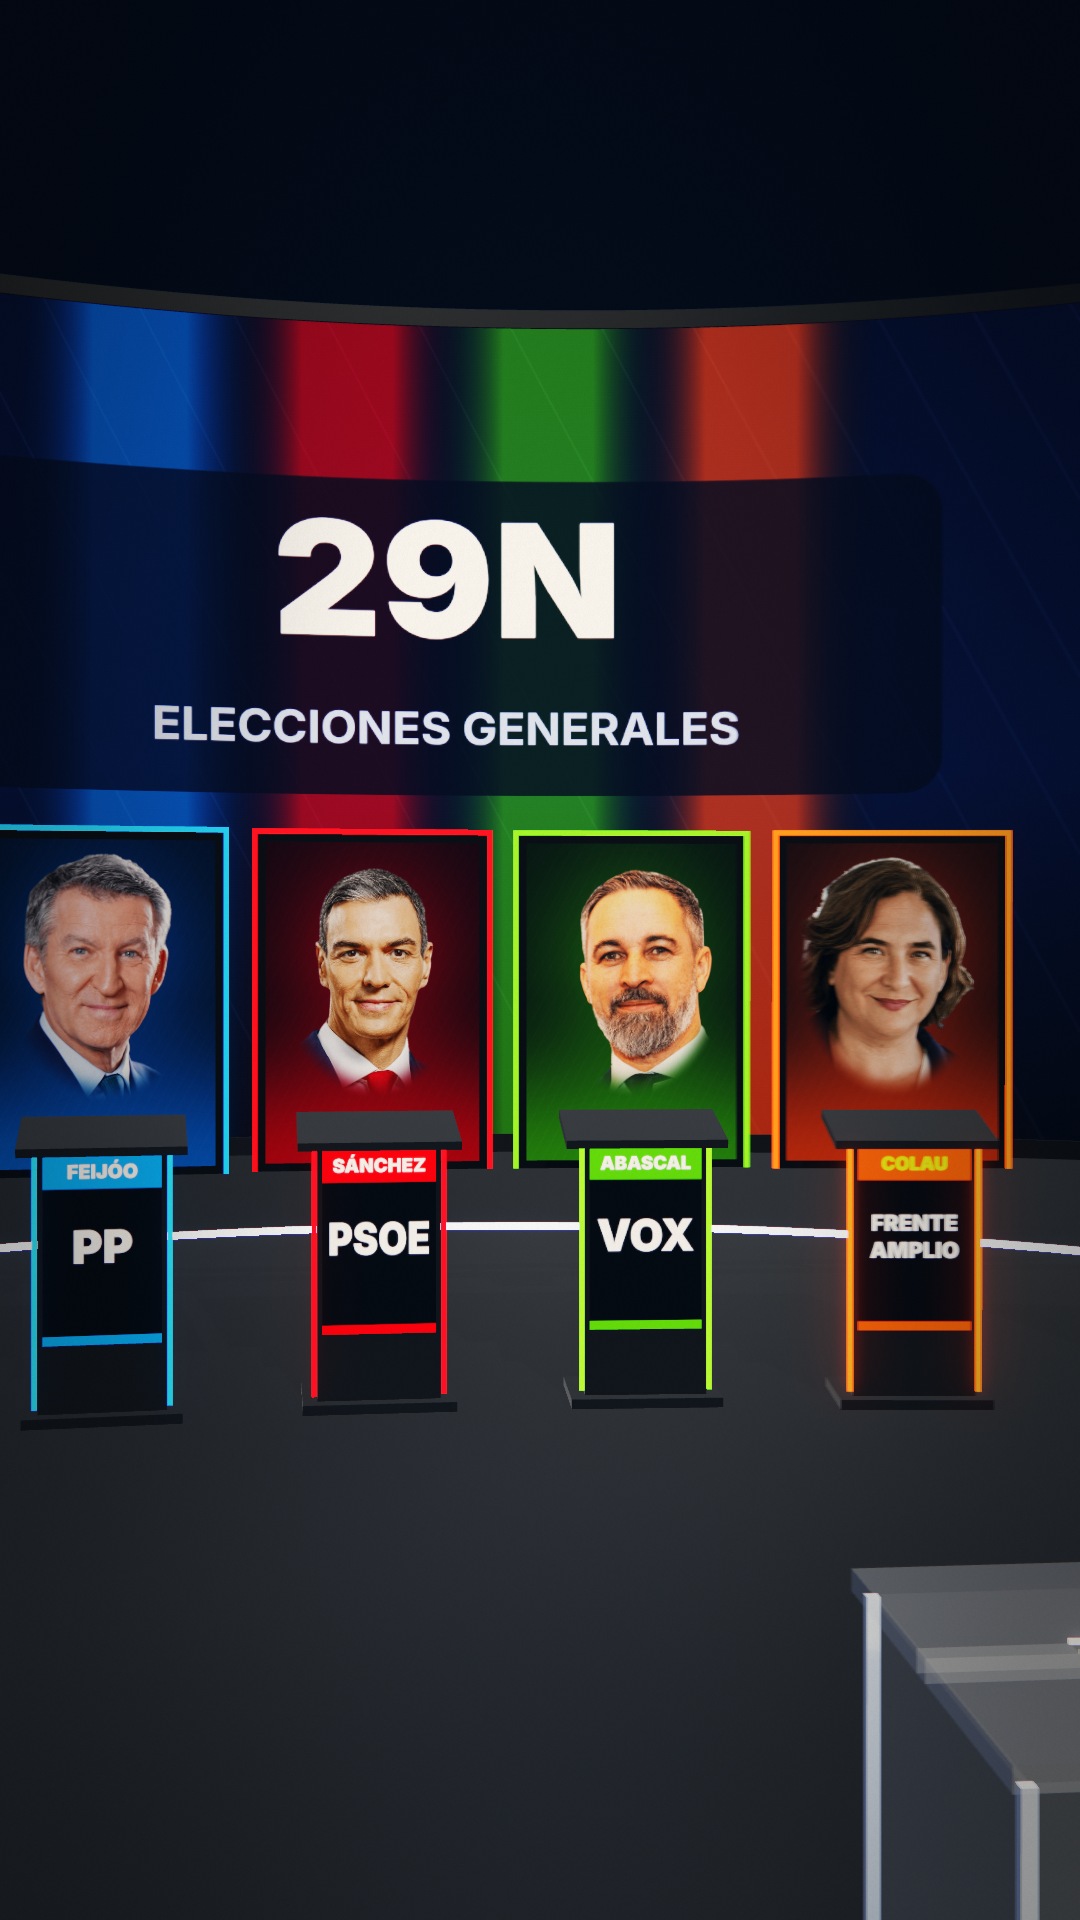 29N
ELECCIONES GENERALES
FEIJÓO
PP
SÁNCHEZ
PSOE
ABASCAL
VOX
COLAU
FRENTE
AMPLIO